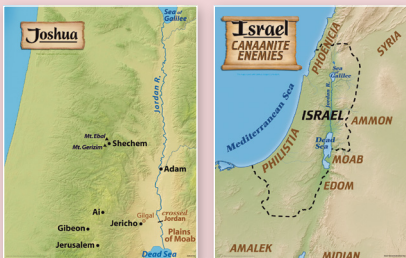 Joshua
Sea of
Galilee
Jordan R.
Mt. Ebal
Mt. Gerizim
Shechem
Adam
Ai
Gilgal
crossed
Jordan
Gibeon
Jericho
Plains
of Moab
Jerusalem
Dead Sea
Israel
CANAANITE
ENEMIES
PHOENICIA
SYRIA
Sea
Galilee
Jordan R.
Mediterranean Sea
ISRAEL
AMMON
Dead
Sea
PHILISTIA
MOAB
EDOM
AMALEK
MIDIAN